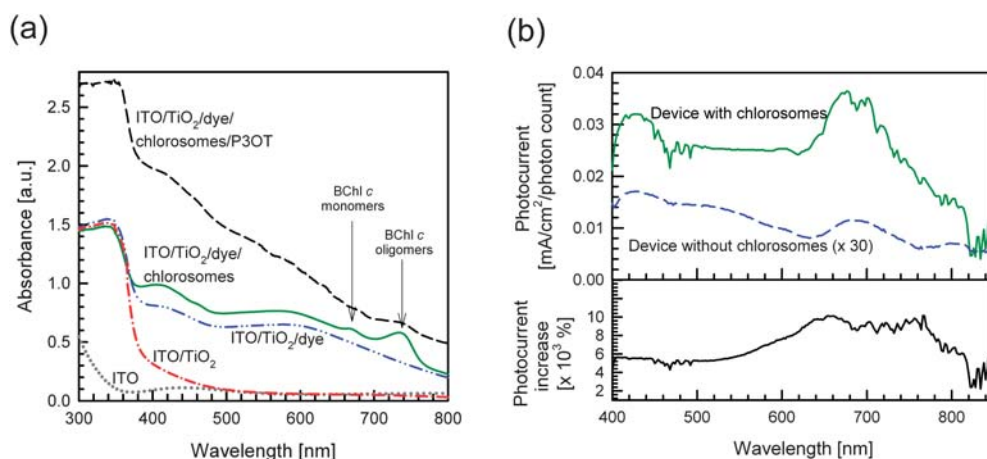 (a)
2.5
2.0
1.5
1.0
0.5
0.0
Absorbance [a.u.]
ITO/TiO₂/dye/
chlorosomes/P3OT
BChl c
monomers
BChl c
oligomers
ITO/TiO₂/dye/
chlorosomes
ITO/TiO₂/dye
ITO/TiO₂
ITO
300 400 500 600 700 800
Wavelength [nm]
(b)
0.04
0.03
0.02
0.01
0.00
Photocurrent
[mA/cm²/photon count]
Device with chlorosomes
Device without chlorosomes (x 30)
10
8
6
4
2
Photocurrent
increase
[x 10³ %]
400 500 600 700 800
Wavelength [nm]